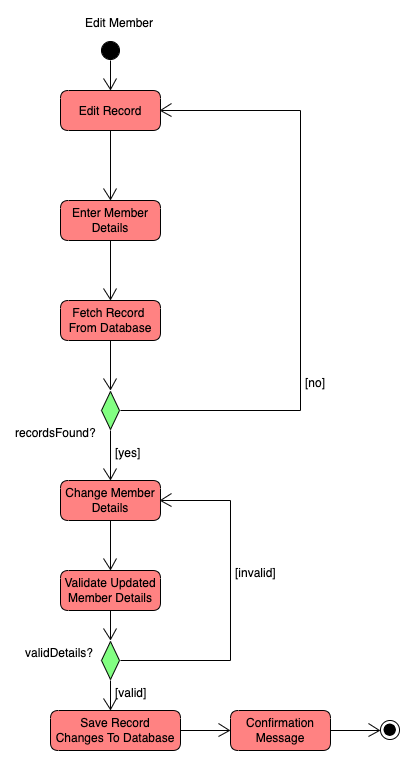 Edit Member
Edit Record
Enter Member
Details
Fetch Record
From Database
[no]
recordsFound?
[yes]
Change Member
Details
[invalid]
Validate Updated
Member Details
validDetails?
[valid]
Save Record
Changes To Database
Confirmation
Message